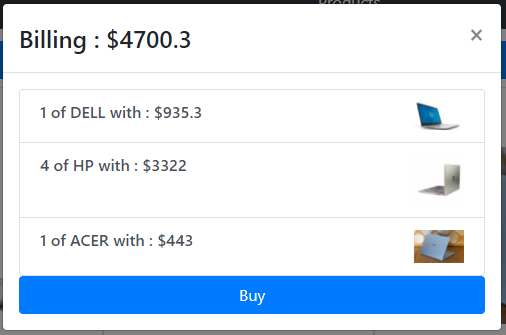 Products
Billing : $4700.3
×
1 of DELL with : $935.3
4 of HP with : $3322
1 of ACER with : $443
Buy